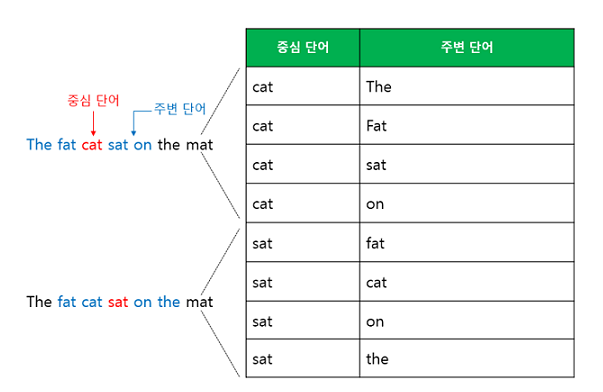 중심 단어 주변 단어
cat The
cat Fat
cat sat
cat on
sat fat
sat cat
sat on
sat the
중심 단어
주변 단어
The fat cat sat on the mat
The fat cat sat on the mat